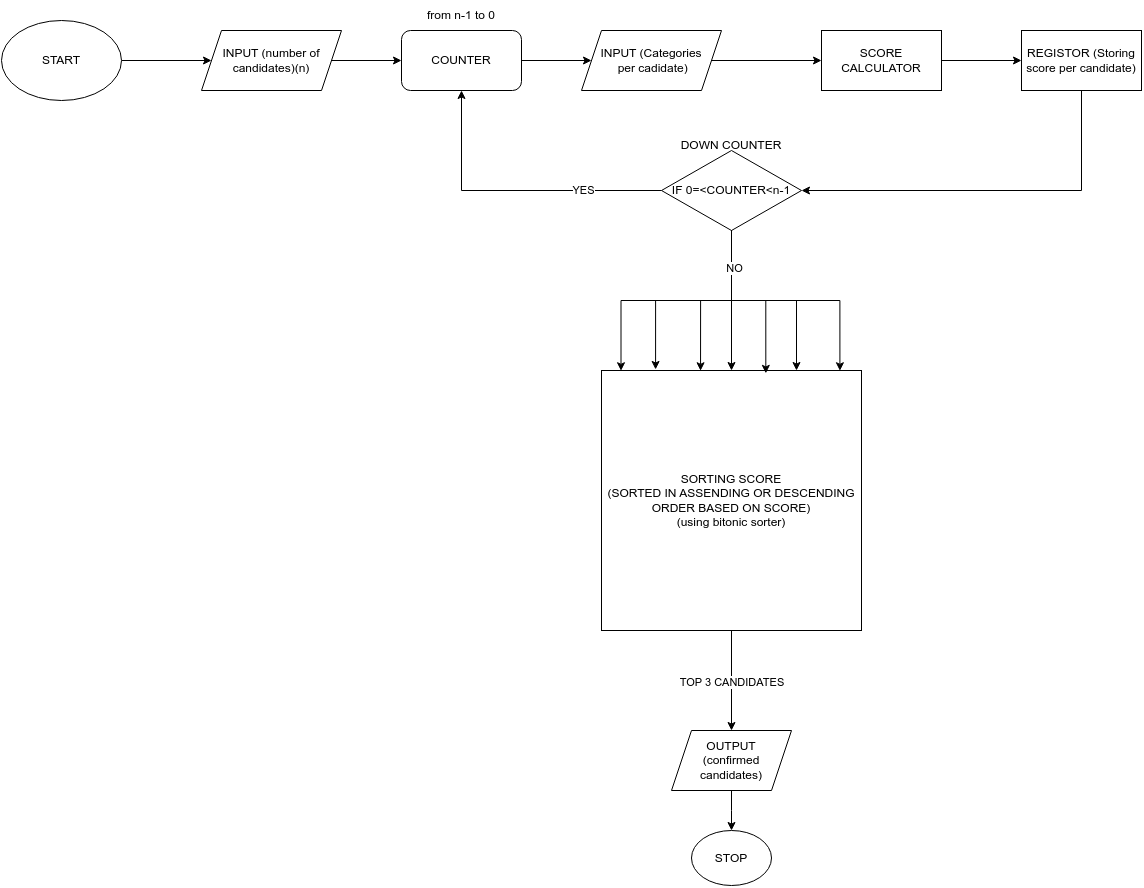 from n-1 to 0
START
INPUT (number of
candidates)(n)
COUNTER
INPUT (Categories
per cadidate)
SCORE
CALCULATOR
REGISTOR (Storing
score per candidate)
DOWN COUNTER
IF 0=<COUNTER<n-1
YES
NO
SORTING SCORE
(SORTED IN ASSENDING OR DESCENDING
ORDER BASED ON SCORE)
(using bitonic sorter)
TOP 3 CANDIDATES
OUTPUT
(confirmed
candidates)
STOP